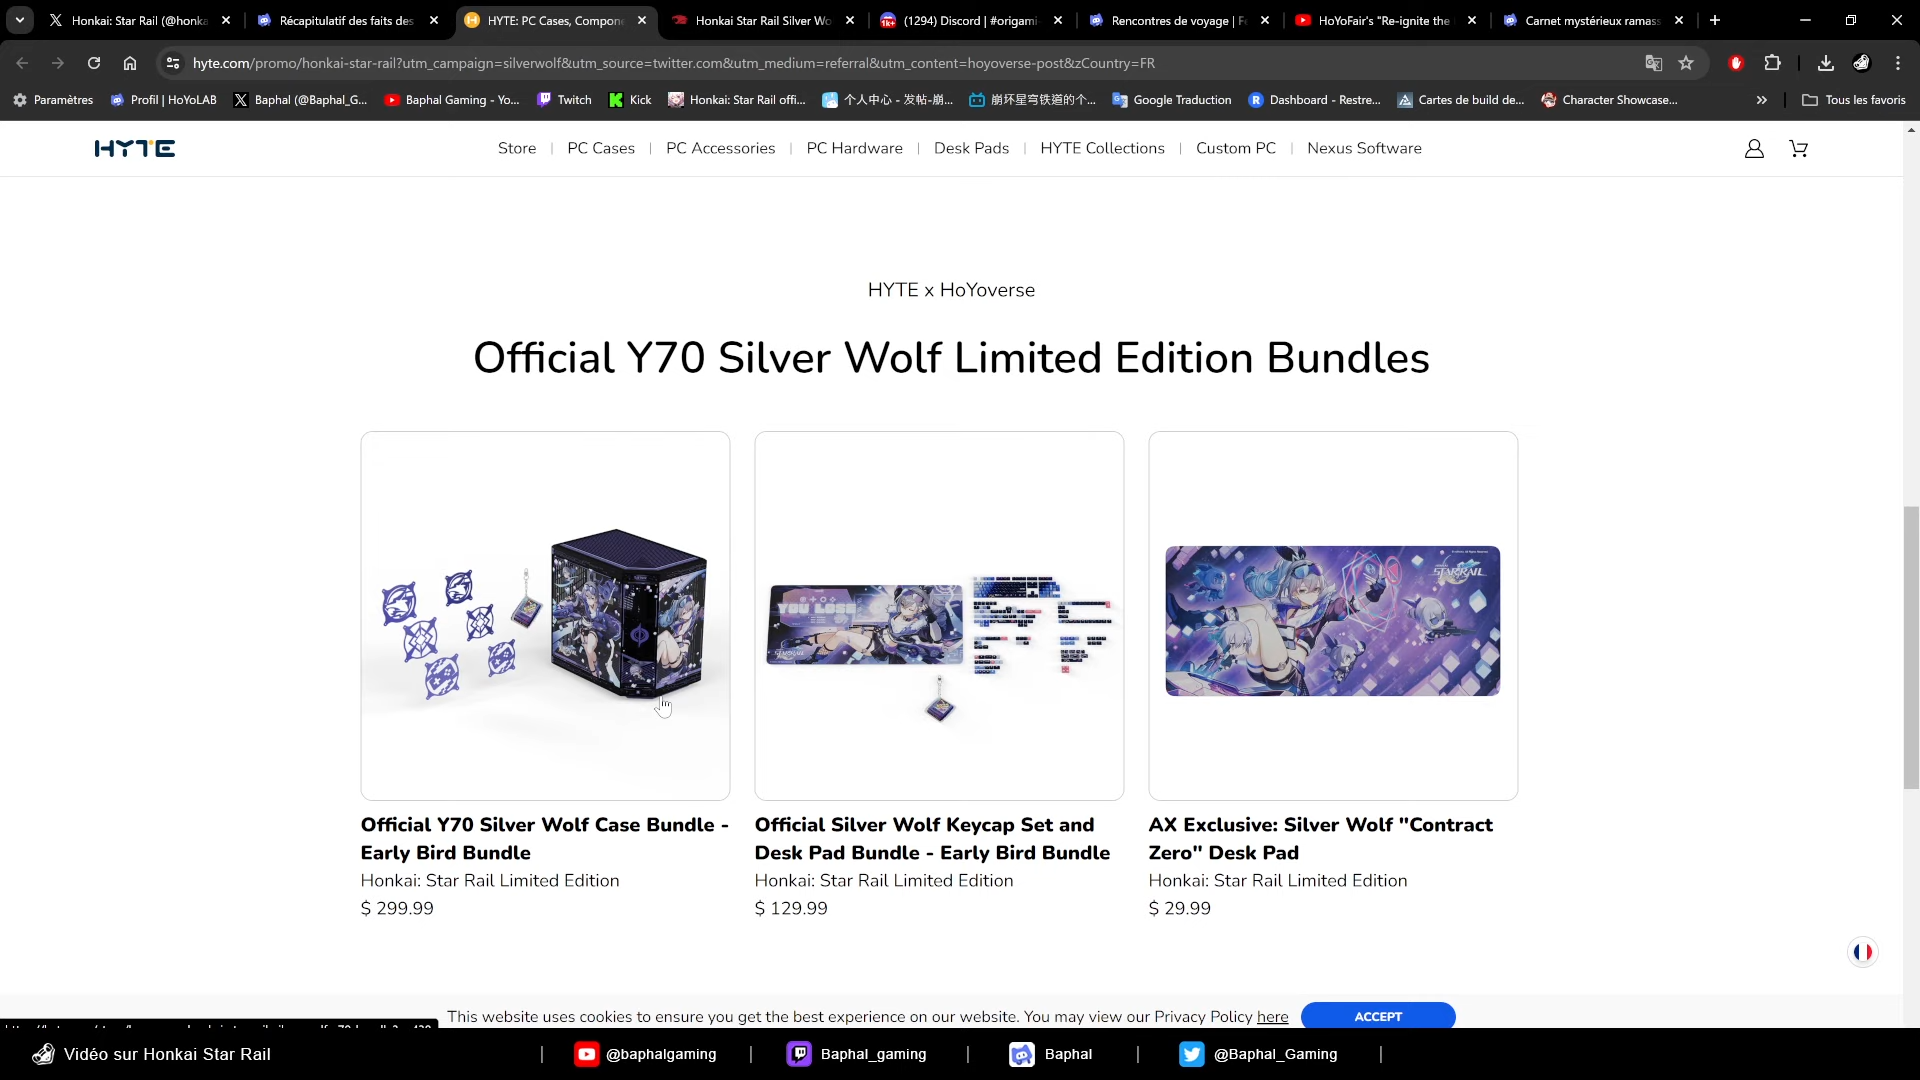 Honkai: Star Rail (@honka
Récapitulatif des faits des
HYTE: PC Cases, Compone
Honkai Star Rail Silver Wo
(1294) Discord | #origami-
Rencontres de voyage | Fe
HoYoFair's "Re-ignite the
Carnet mystérieux ramass
hyte.com/promo/honkai-star-rail?utm_campaign=silverwolf&utm_source=twitter.com&utm_medium=referral&utm_content=hoyoverse-post&zCountry=FR
Paramètres
Profil | HoYoLAB
Baphal (@Baphal_G...
Baphal Gaming - Yo...
Twitch
Kick
Honkai: Star Rail offi...
个人中心 - 发帖-崩...
崩坏星穹铁道的个...
Google Traduction
Dashboard - Restre...
Cartes de build de...
Character Showcase...
Tous les favoris
HYTE
Store
PC Cases
PC Accessories
PC Hardware
Desk Pads
HYTE Collections
Custom PC
Nexus Software
HYTE x HoYoverse
Official Y70 Silver Wolf Limited Edition Bundles
YOU LOSE
STAR RAIL
Official Y70 Silver Wolf Case Bundle -
Early Bird Bundle
Honkai: Star Rail Limited Edition
$ 299.99
Official Silver Wolf Keycap Set and
Desk Pad Bundle - Early Bird Bundle
Honkai: Star Rail Limited Edition
$ 129.99
AX Exclusive: Silver Wolf "Contract
Zero" Desk Pad
Honkai: Star Rail Limited Edition
$ 29.99
This website uses cookies to ensure you get the best experience on our website. You may view our Privacy Policy here
ACCEPT
Vidéo sur Honkai Star Rail
@baphalgaming
Baphal_gaming
Baphal
@Baphal_Gaming